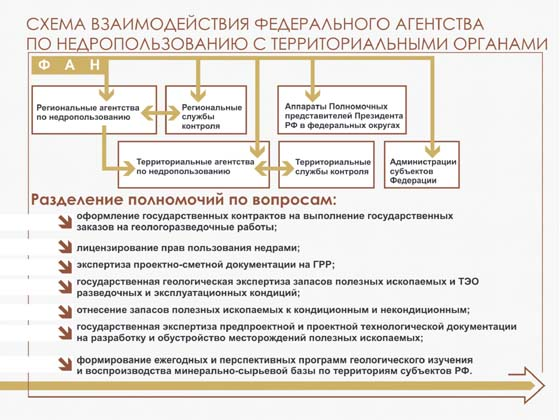 СХЕМА ВЗАИМОДЕЙСТВИЯ ФЕДЕРАЛЬНОГО АГЕНТСТВА
ПО НЕДРОПОЛЬЗОВАНИЮ С ТЕРРИТОРИАЛЬНЫМИ ОРГАНАМИ
Ф А Н
Региональные агентства
по недропользованию
Региональные
службы
контроля
Аппараты Полномочных
представителей Президента
РФ в федеральных округах
Территориальные агентства
по недропользованию
Территориальные
службы контроля
Администрации
субъектов
Федерации
Разделение полномочий по вопросам:
оформление государственных контрактов на выполнение государственных
заказов на геологоразведочные работы;
лицензирование прав пользования недрами;
экспертиза проектно-сметной документации на ГРР;
государственная геологическая экспертиза запасов полезных ископаемых и ТЭО
разведочных и эксплуатационных кондиций;
отнесение запасов полезных ископаемых к кондиционным и некондиционным;
государственная экспертиза предпроектной и проектной технологической документации
на разработку и обустройство месторождений полезных ископаемых;
формирование ежегодных и перспективных программ геологического изучения
и воспроизводства минерально-сырьевой базы по территориям субъектов РФ.